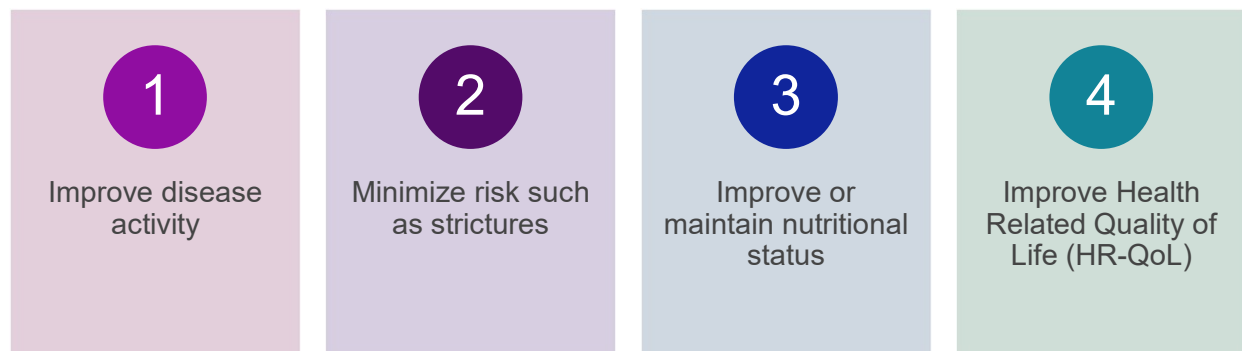 1
Improve disease
activity
2
Minimize risk such
as strictures
3
Improve or
maintain nutritional
status
4
Improve Health
Related Quality of
Life (HR-QoL)